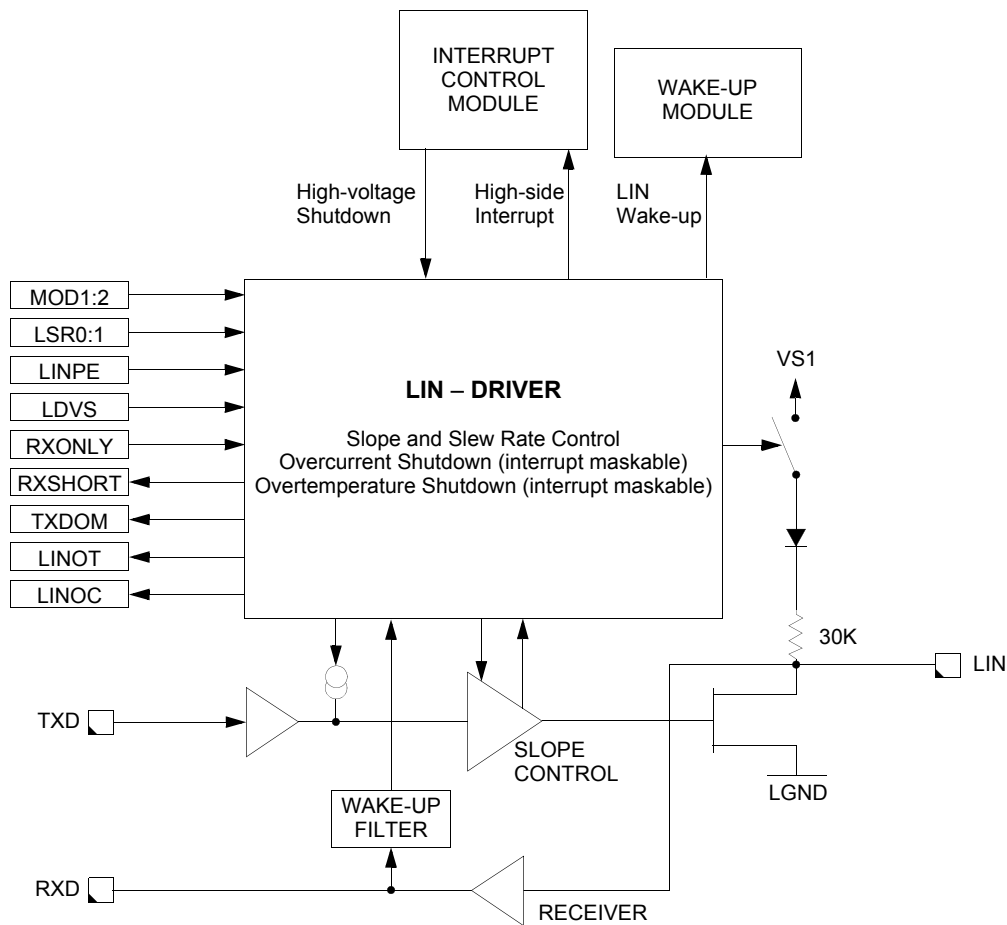 INTERRUPT
CONTROL
MODULE
WAKE-UP
MODULE
High-voltage
Shutdown
High-side
Interrupt
LIN
Wake-up
MOD1:2
LSR0:1
LINPE
LDVS
RXONLY
RXSHORT
TXDOM
LINOT
LINOC
LIN – DRIVER
Slope and Slew Rate Control
Overcurrent Shutdown (interrupt maskable)
Overtemperature Shutdown (interrupt maskable)
VS1
30K
LIN
TXD
SLOPE
CONTROL
LGND
WAKE-UP
FILTER
RXD
RECEIVER